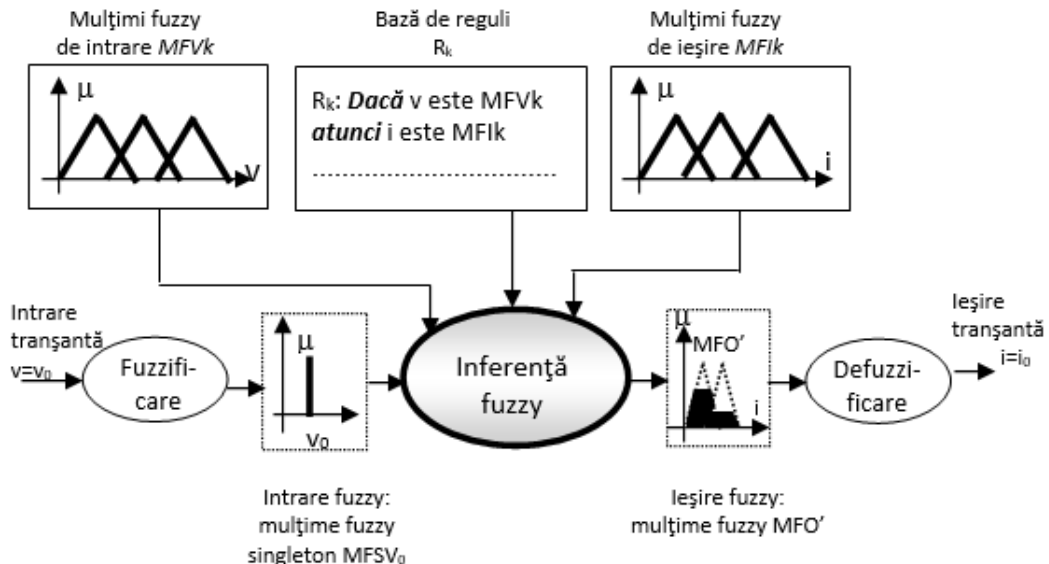 Mulţimi fuzzy
de intrare MFVk
Bază de reguli
Rk
Mulţimi fuzzy
de ieşire MFIk
μ
v
Rk: Dacă v este MFVk
atunci i este MFIk
................................................
μ
i
Intrare
tranşantă
v=v0
Fuzzifi-
care
μ
v0
Inferenţă
fuzzy
μ
MFO’
i
Defuzzi-
ficare
Ieşire
tranşantă
i=i0
Intrare fuzzy:
mulţime fuzzy
singleton MFSV0
Ieşire fuzzy:
mulţime fuzzy MFO’